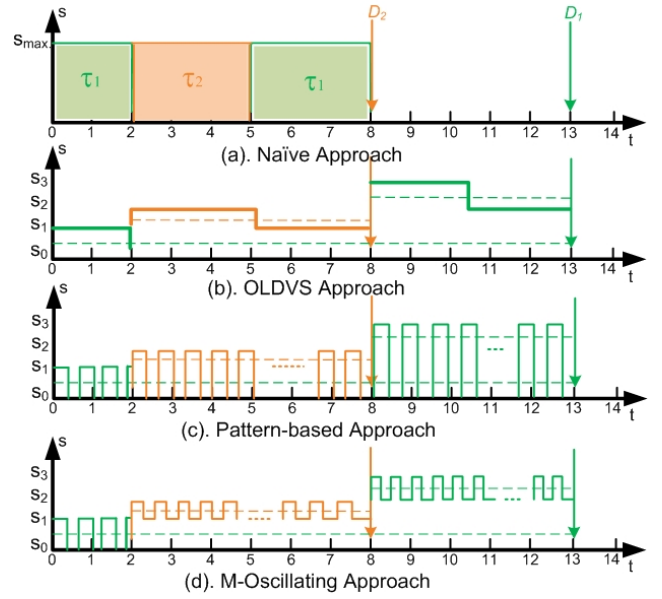 s D₂ D₁
sₘₐₓ
τ₁ τ₂ τ₁
0 1 2 3 4 5 6 7 8 9 10 11 12 13 14 t
(a). Naïve Approach
s
s₃
s₂
s₁
s₀
0 1 2 3 4 5 6 7 8 9 10 11 12 13 14 t
(b). OLDVS Approach
s
s₃
s₂
s₁
s₀
0 1 2 3 4 5 6 7 8 9 10 11 12 13 14 t
(c). Pattern-based Approach
s
s₃
s₂
s₁
s₀
0 1 2 3 4 5 6 7 8 9 10 11 12 13 14 t
(d). M-Oscillating Approach